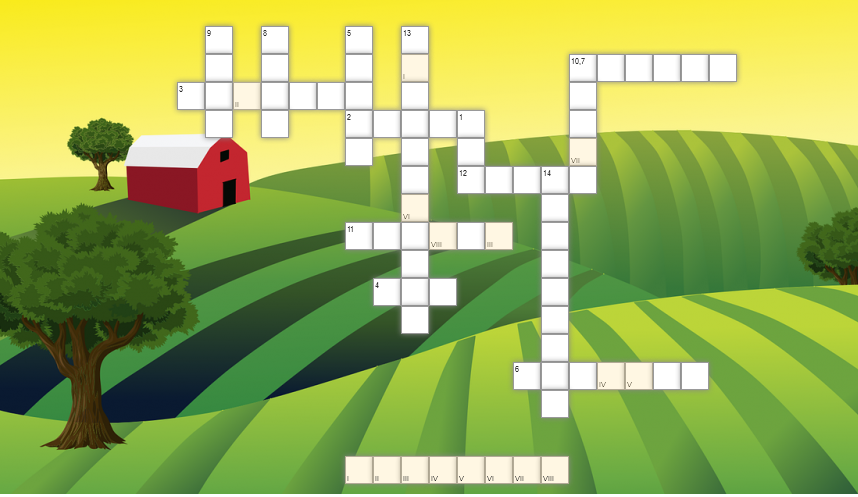 9 8 5 13
I 10,7
3 II
2 1
VII
12 14
VI
11 VIII III
4
6 IV V
I II III IV V VI VII VIII